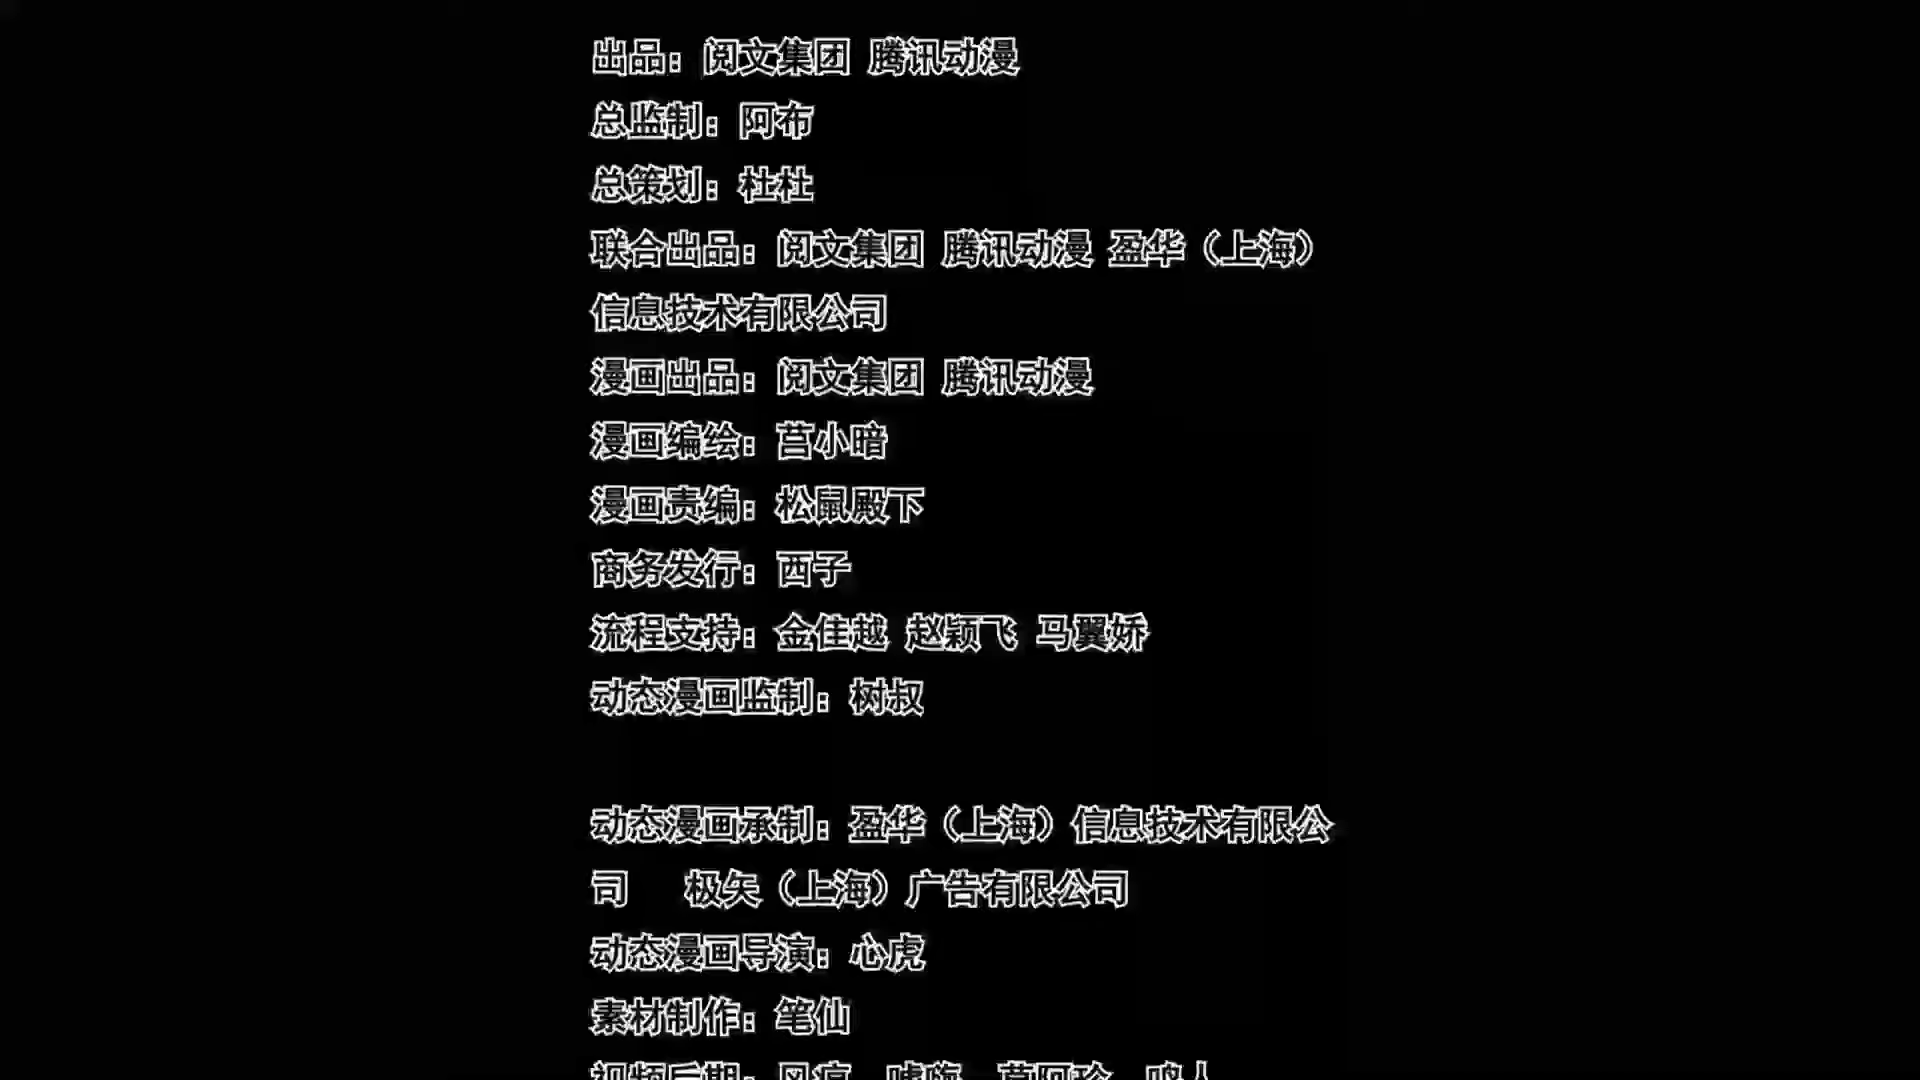 出品：阅文集团 腾讯动漫
总监制：阿布
总策划：杜杜
联合出品：阅文集团 腾讯动漫 盈华（上海）
信息技术有限公司
漫画出品：阅文集团 腾讯动漫
漫画编绘：莒小暗
漫画责编：松鼠殿下
商务发行：西子
流程支持：金佳越 赵颖飞 马翼娇
动态漫画监制：树叔
动态漫画承制：盈华（上海）信息技术有限公
司 极矢（上海）广告有限公司
动态漫画导演：心虎
素材制作：笔仙
视频后期：